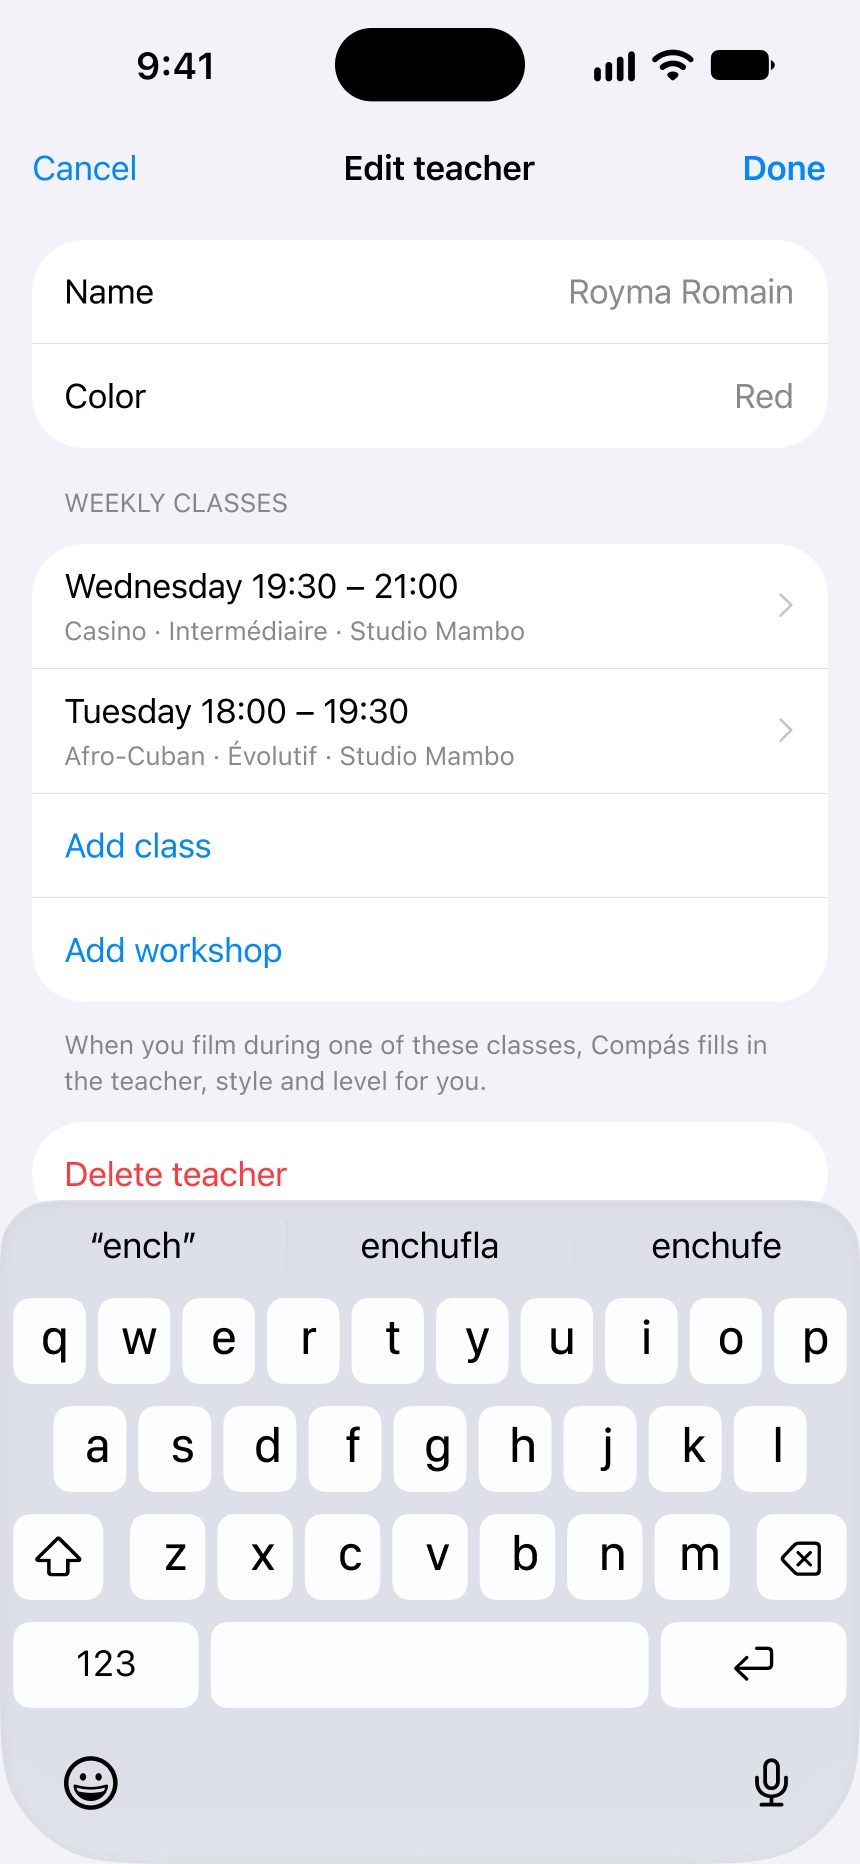 9:41
Cancel
Edit teacher
Done
Name
Royma Romain
Color
Red
WEEKLY CLASSES
Wednesday 19:30 – 21:00
Casino · Intermédiaire · Studio Mambo
Tuesday 18:00 – 19:30
Afro-Cuban · Évolutif · Studio Mambo
Add class
Add workshop
When you film during one of these classes, Compás fills in
the teacher, style and level for you.
Delete teacher
“ench”
enchufla
enchufe
q w e r t y u i o p
a s d f g h j k l
z x c v b n m
123